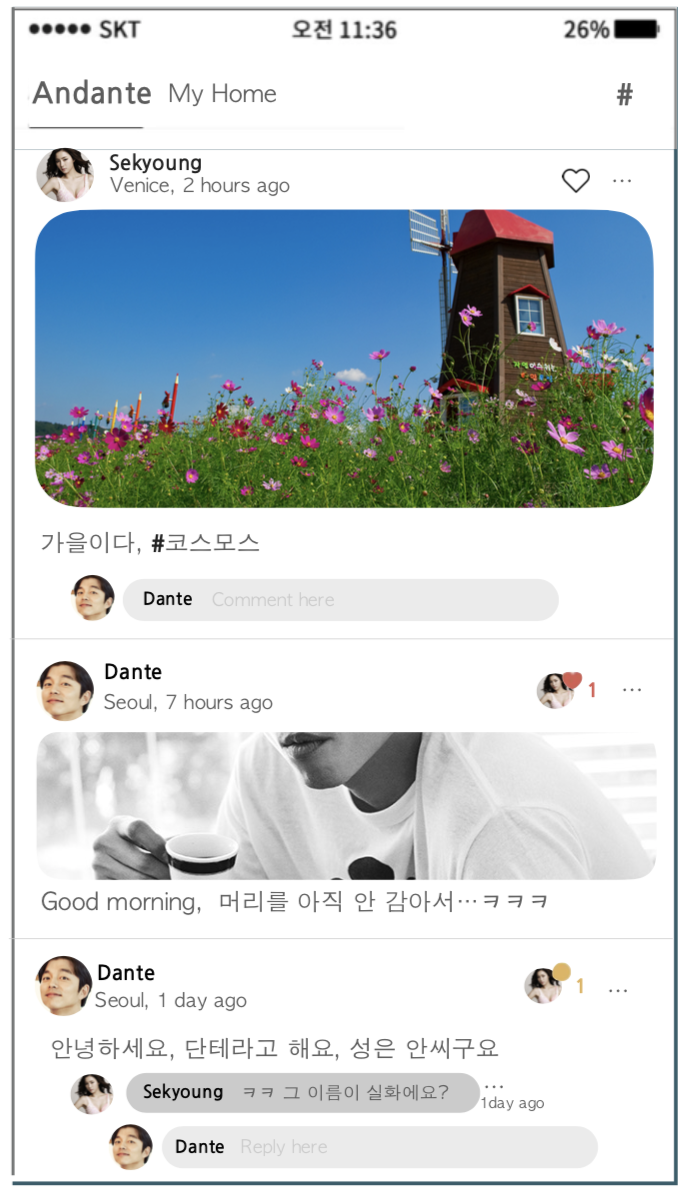 ●●●●● SKT 오전 11:36 26%
Andante My Home #
Sekyoung
Venice, 2 hours ago ...
가을이다, #코스모스
Dante Comment here
Dante
Seoul, 7 hours ago 1 ...
Good morning, 머리를 아직 안 감아서…ㅋㅋㅋ
Dante
Seoul, 1 day ago 1 ...
안녕하세요, 단테라고 해요, 성은 안씨구요
Sekyoung ㅋㅋ 그 이름이 실화에요? ...
1day ago
Dante Reply here